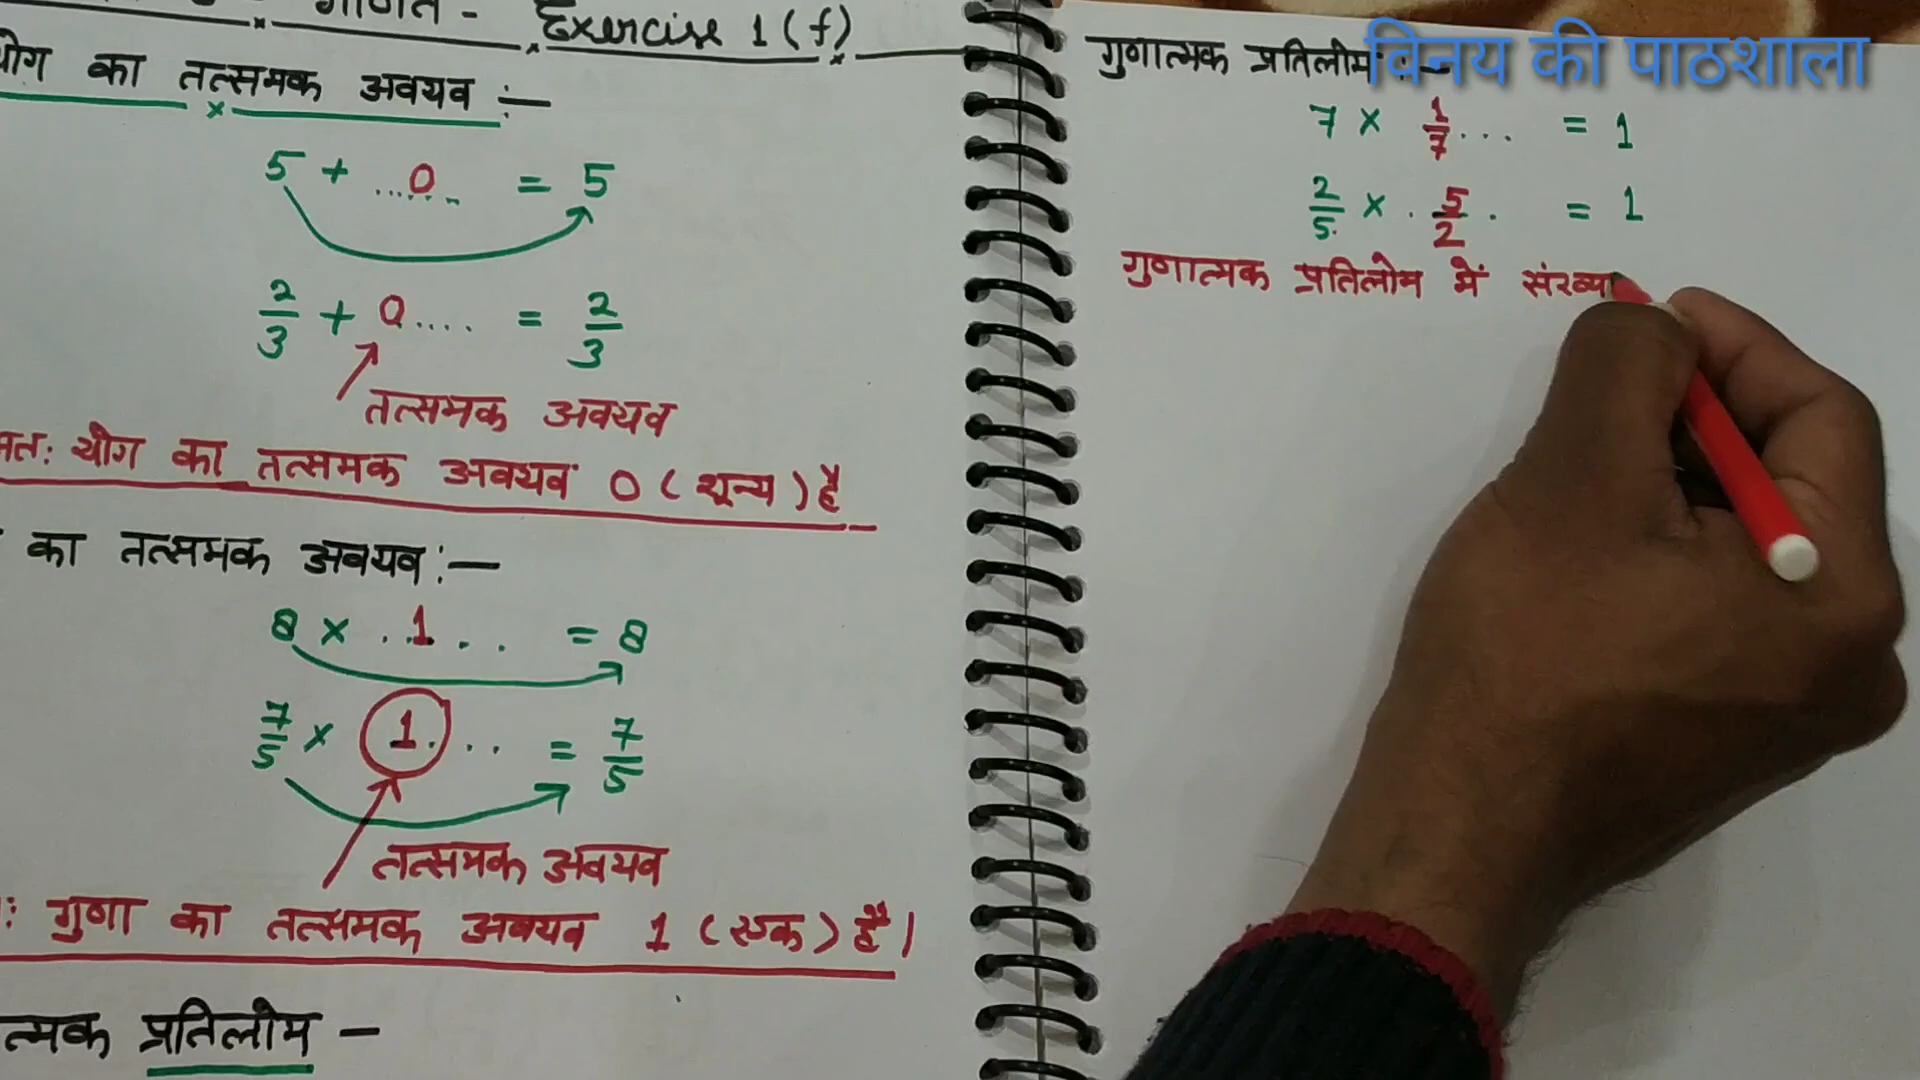 गणित - Exercise 1 (f)
योग का तत्समक अवयव :—
5 + ...0... = 5
2/3 + 0.... = 2/3
तत्समक अवयव
अतः योग का तत्समक अवयव 0 (शून्य) है
का तत्समक अवयव :—
8 × ..1.. = 8
7/5 × 1... = 7/5
तत्समक अवयव
: गुणा का तत्समक अवयव 1 (एक) है।
त्मक प्रतिलोम –
विनय की पाठशाला
गुणात्मक प्रतिलोम :—
7 × 1/7... = 1
2/5 × . 5/2 . = 1
गुणात्मक प्रतिलोम में संख्या